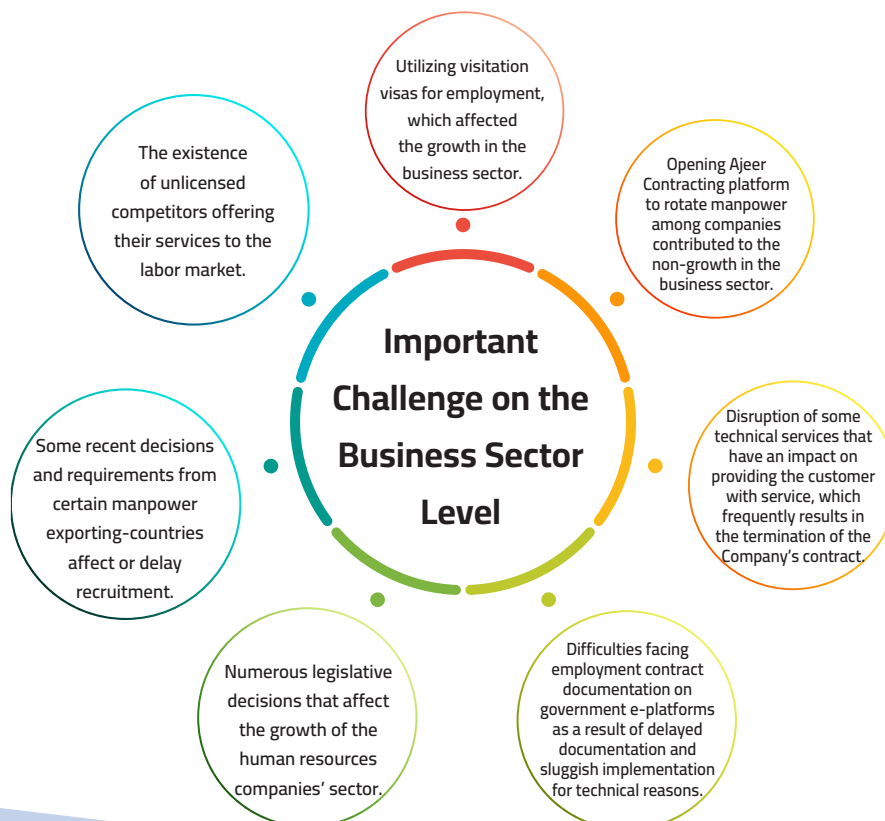 Important
Challenge on the
Business Sector
Level
Utilizing visitation
visas for employment,
which affected
the growth in the
business sector.
Opening Ajeer
Contracting platform
to rotate manpower
among companies
contributed to the
non-growth in the
business sector.
Disruption of some
technical services that
have an impact on
providing the customer
with service, which
frequently results in
the termination of the
Company's contract.
Difficulties facing
employment contract
documentation on
government e-platforms
as a result of delayed
documentation and
sluggish implementation
for technical reasons.
Numerous legislative
decisions that affect
the growth of the
human resources
companies' sector.
Some recent decisions
and requirements from
certain manpower
exporting-countries
affect or delay
recruitment.
The existence
of unlicensed
competitors offering
their services to the
labor market.